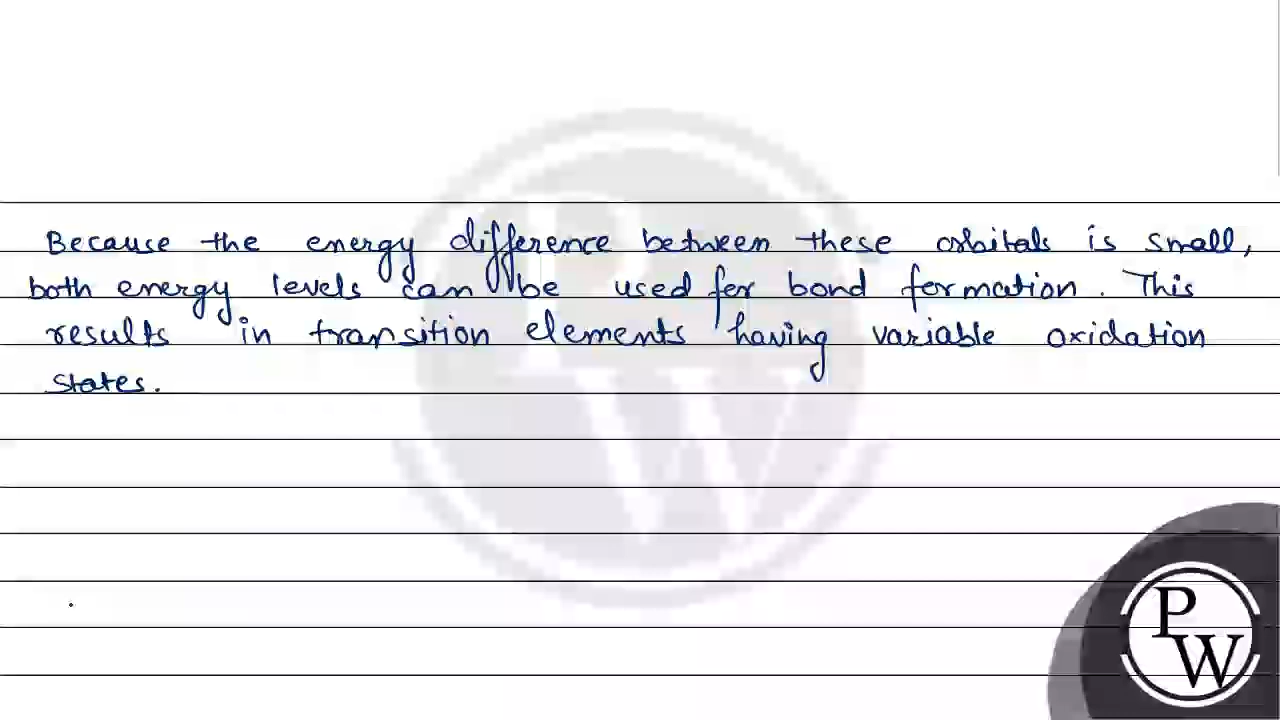 Because the energy difference between these orbitals is small,
both energy levels can be used for bond formation. This
results in transition elements having variable oxidation
states.
P
W
P
W